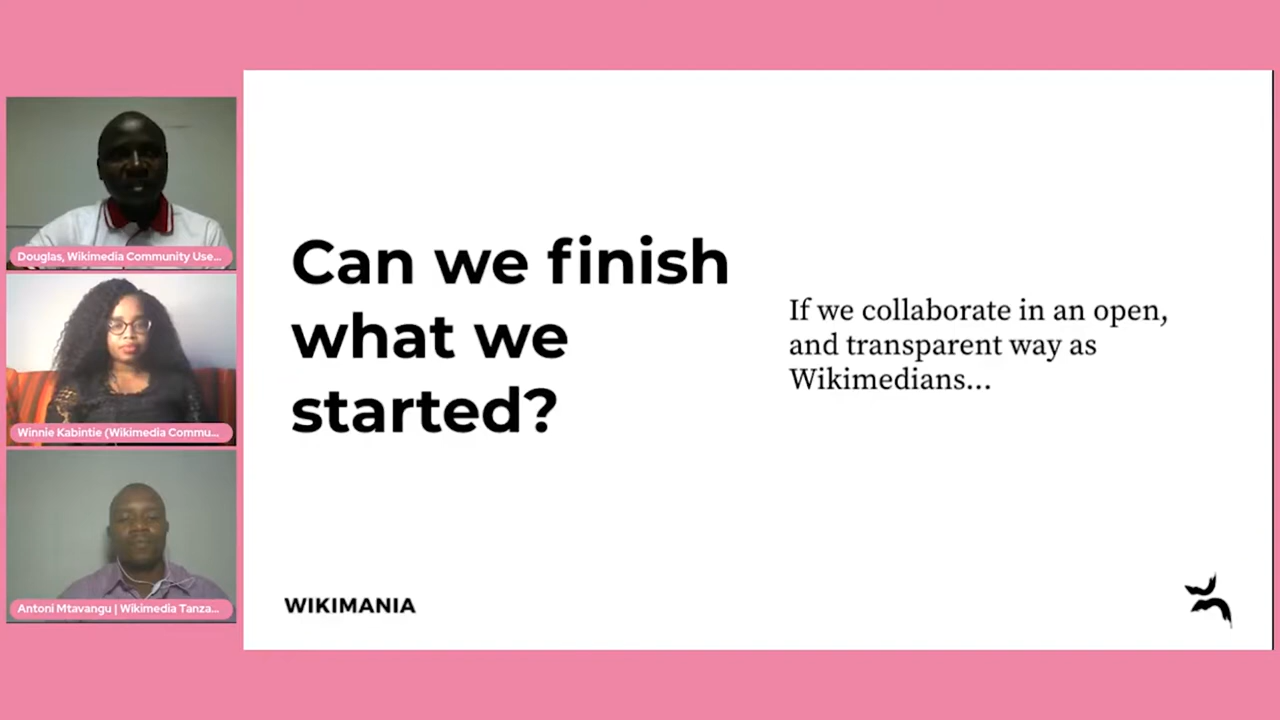 Douglas, Wikimedia Community Use...
Winnie Kabintie (Wikimedia Commu...
Antoni Mtavangu | Wikimedia Tanza...
Can we finish
what we
started?
If we collaborate in an open,
and transparent way as
Wikimedians...
WIKIMANIA